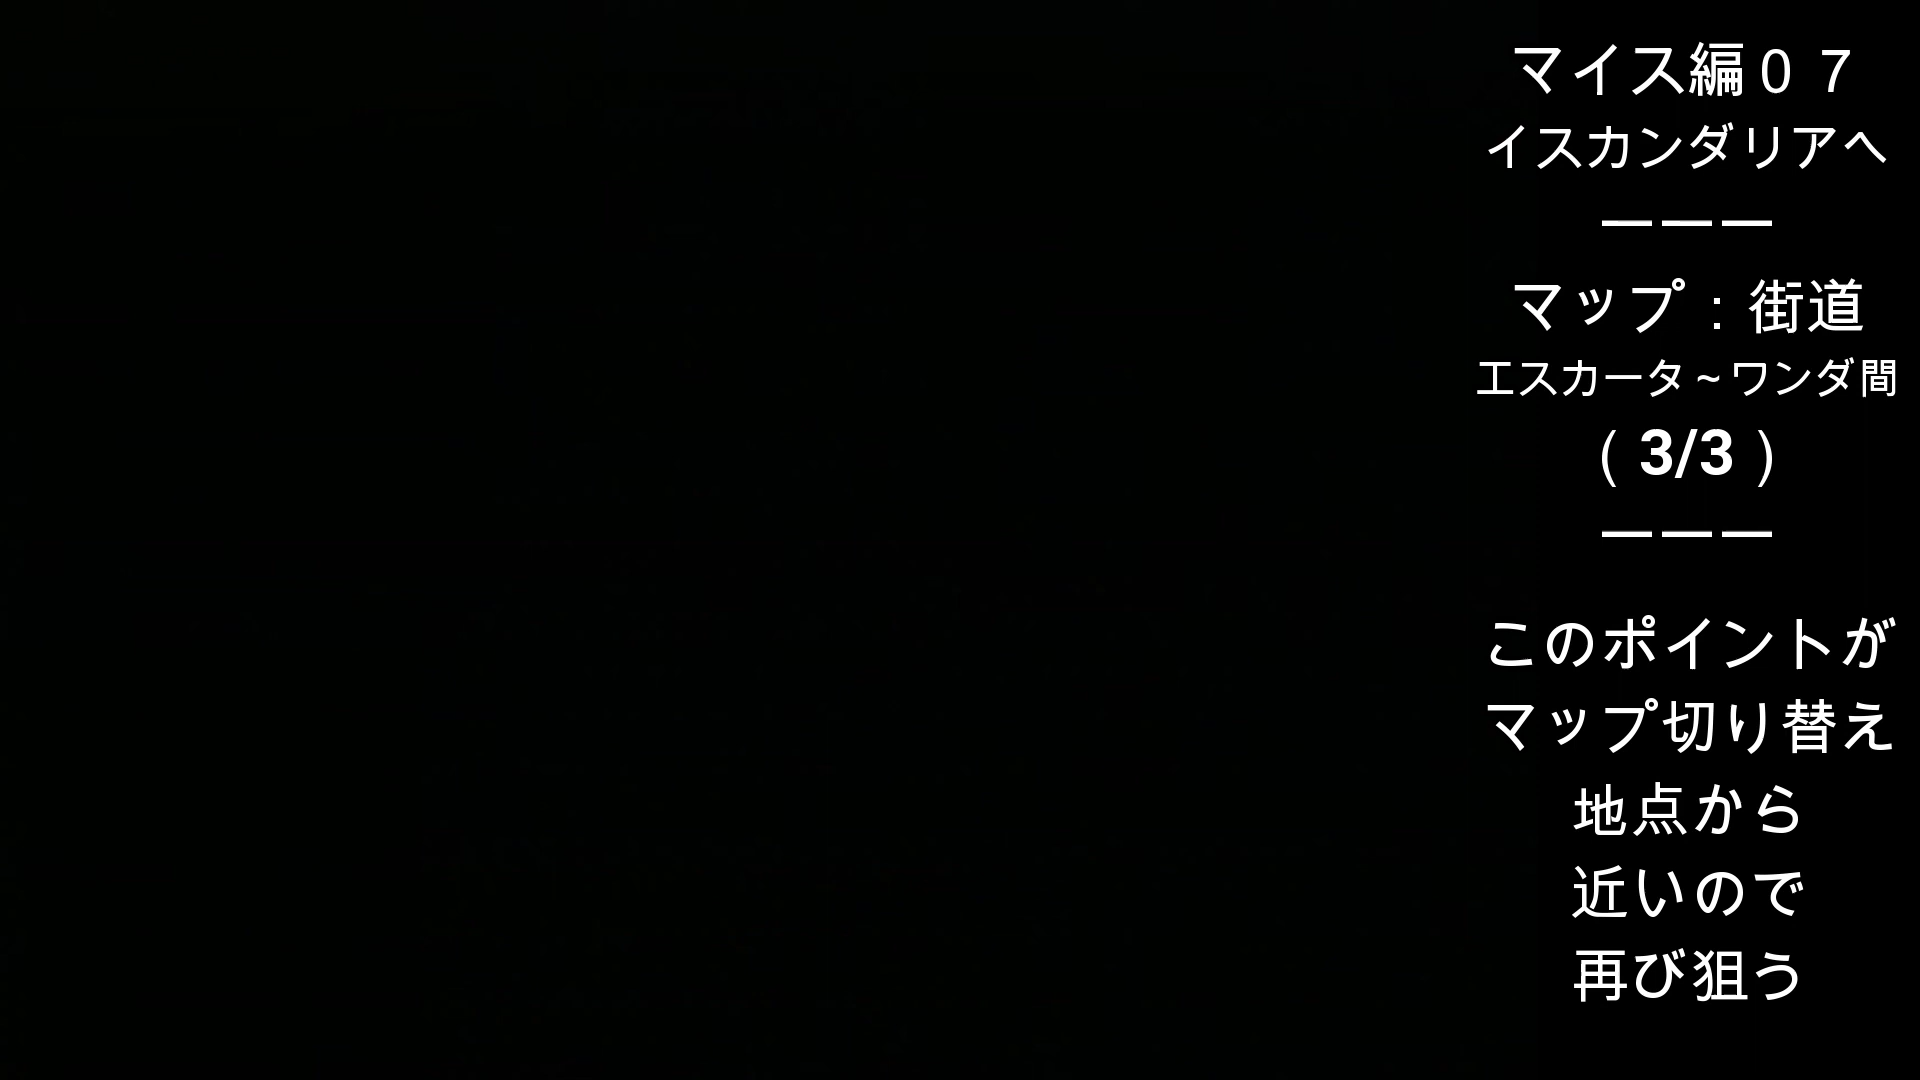 マイス編０７
イスカンダリアへ
ーーー
マップ：街道
エスカータ～ワンダ間
（3/3）
ーーー
このポイントが
マップ切り替え
地点から
近いので
再び狙う